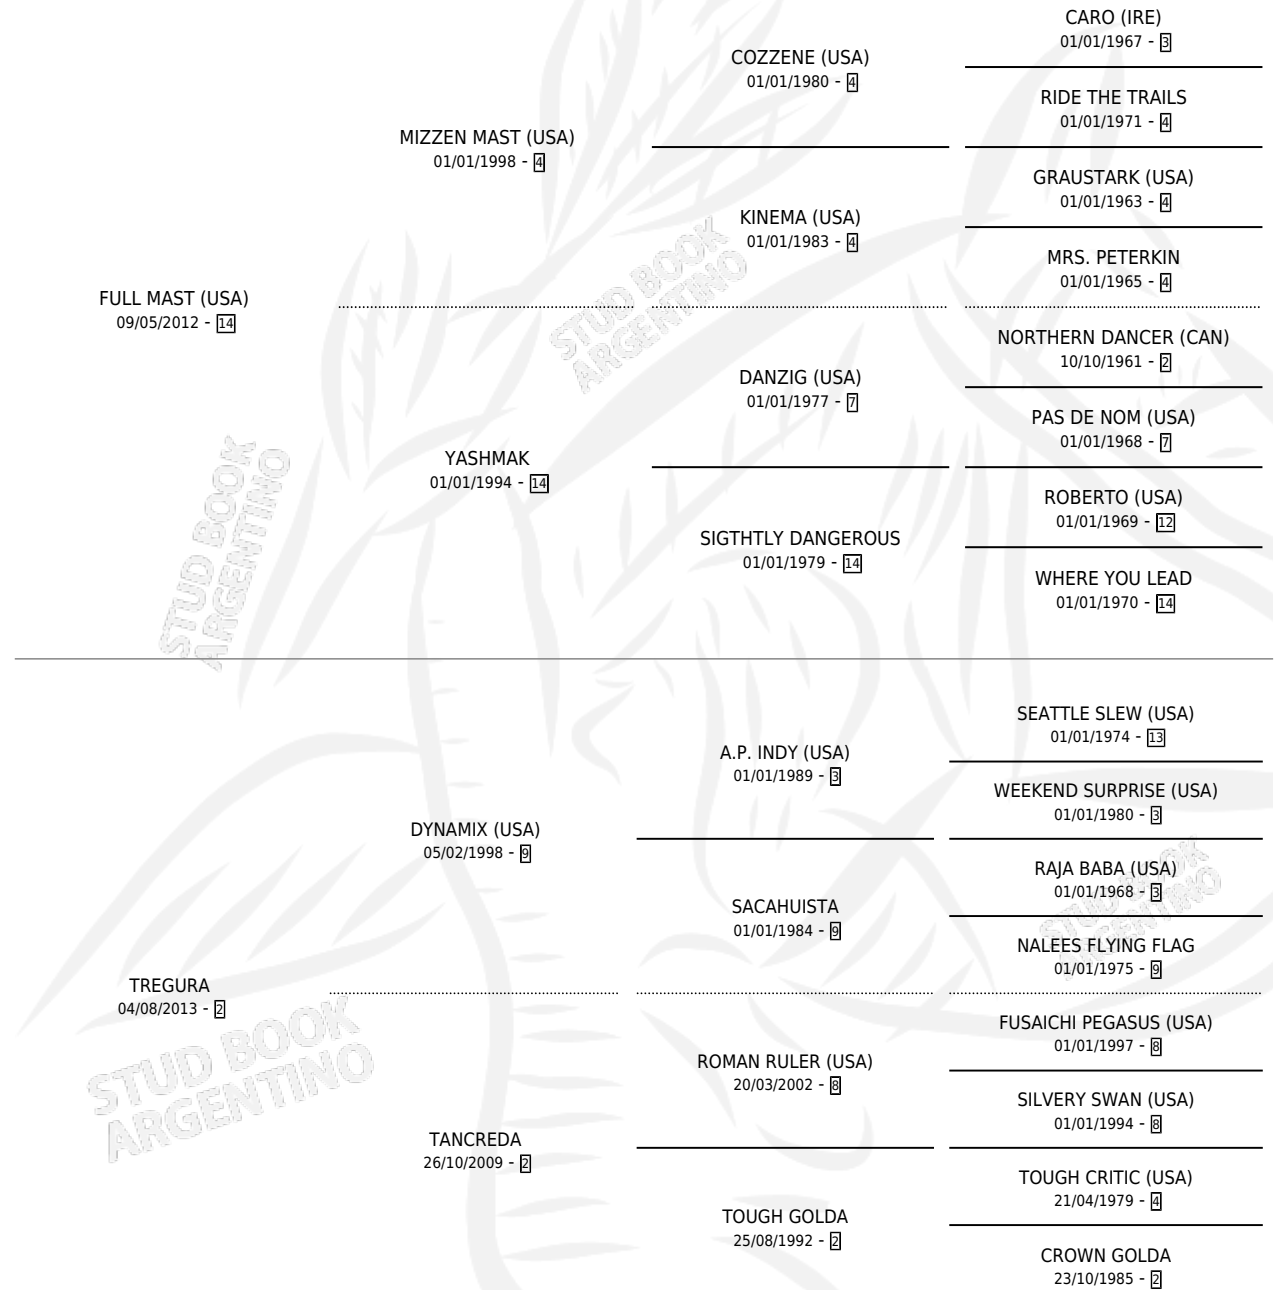 CARO (IRE)
01/01/1967 - 3
COZZENE (USA)
01/01/1980 - 4
RIDE THE TRAILS
01/01/1971 - 4
MIZZEN MAST (USA)
01/01/1998 - 4
GRAUSTARK (USA)
01/01/1963 - 4
KINEMA (USA)
01/01/1983 - 4
MRS. PETERKIN
01/01/1965 - 4
FULL MAST (USA)
09/05/2012 - 14
NORTHERN DANCER (CAN)
10/10/1961 - 2
DANZIG (USA)
01/01/1977 - 7
PAS DE NOM (USA)
01/01/1968 - 7
YASHMAK
01/01/1994 - 14
ROBERTO (USA)
01/01/1969 - 12
SIGTHTLY DANGEROUS
01/01/1979 - 14
WHERE YOU LEAD
01/01/1970 - 14
SEATTLE SLEW (USA)
01/01/1974 - 13
A.P. INDY (USA)
01/01/1989 - 3
WEEKEND SURPRISE (USA)
01/01/1980 - 3
DYNAMIX (USA)
05/02/1998 - 9
RAJA BABA (USA)
01/01/1968 - 3
SACAHUISTA
01/01/1984 - 9
NALEES FLYING FLAG
01/01/1975 - 9
TREGURA
04/08/2013 - 2
FUSAICHI PEGASUS (USA)
01/01/1997 - 8
ROMAN RULER (USA)
20/03/2002 - 8
SILVERY SWAN (USA)
01/01/1994 - 8
TANCREDA
26/10/2009 - 2
TOUGH CRITIC (USA)
21/04/1979 - 4
TOUGH GOLDA
25/08/1992 - 2
CROWN GOLDA
23/10/1985 - 2
STUD BOOK
ARGENTINO
STUD BOOK
ARGENTINO
STUD BOOK
ARGENTINO
STUD BOOK
ARGENTINO